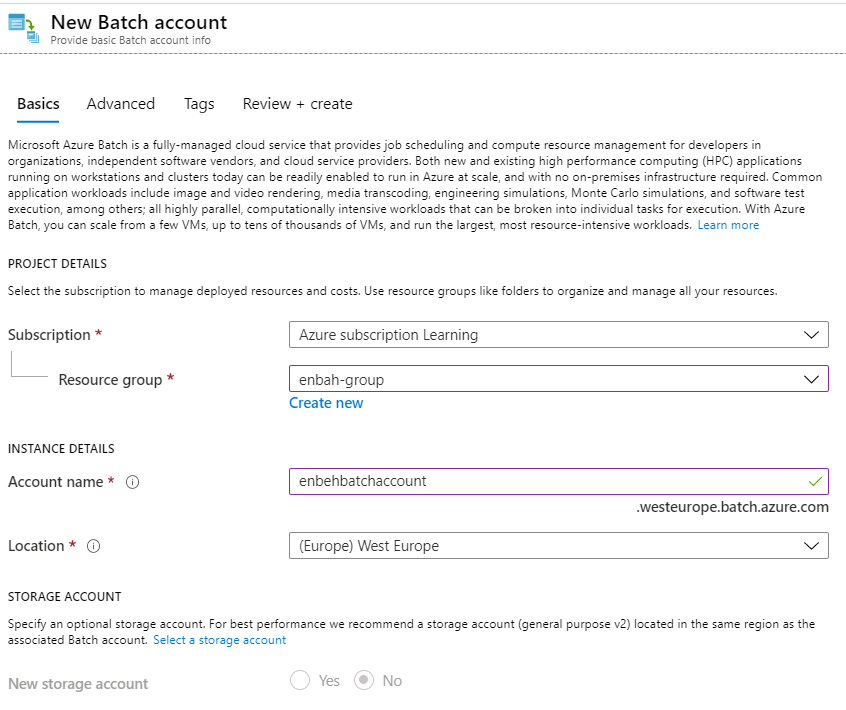 New Batch account
Provide basic Batch account info
Basics Advanced Tags Review + create
Microsoft Azure Batch is a fully-managed cloud service that provides job scheduling and compute resource management for developers in
organizations, independent software vendors, and cloud service providers. Both new and existing high performance computing (HPC) applications
running on workstations and clusters today can be readily enabled to run in Azure at scale, and with no on-premises infrastructure required. Common
application workloads include image and video rendering, media transcoding, engineering simulations, Monte Carlo simulations, and software test
execution, among others; all highly parallel, computationally intensive workloads that can be broken into individual tasks for execution. With Azure
Batch, you can scale from a few VMs, up to tens of thousands of VMs, and run the largest, most resource-intensive workloads. Learn more
PROJECT DETAILS
Select the subscription to manage deployed resources and costs. Use resource groups like folders to organize and manage all your resources.
Subscription * Azure subscription Learning
Resource group * enbah-group
Create new
INSTANCE DETAILS
Account name * enbehbatchaccount
.westeurope.batch.azure.com
Location * (Europe) West Europe
STORAGE ACCOUNT
Specify an optional storage account. For best performance we recommend a storage account (general purpose v2) located in the same region as the
associated Batch account. Select a storage account
New storage account Yes No